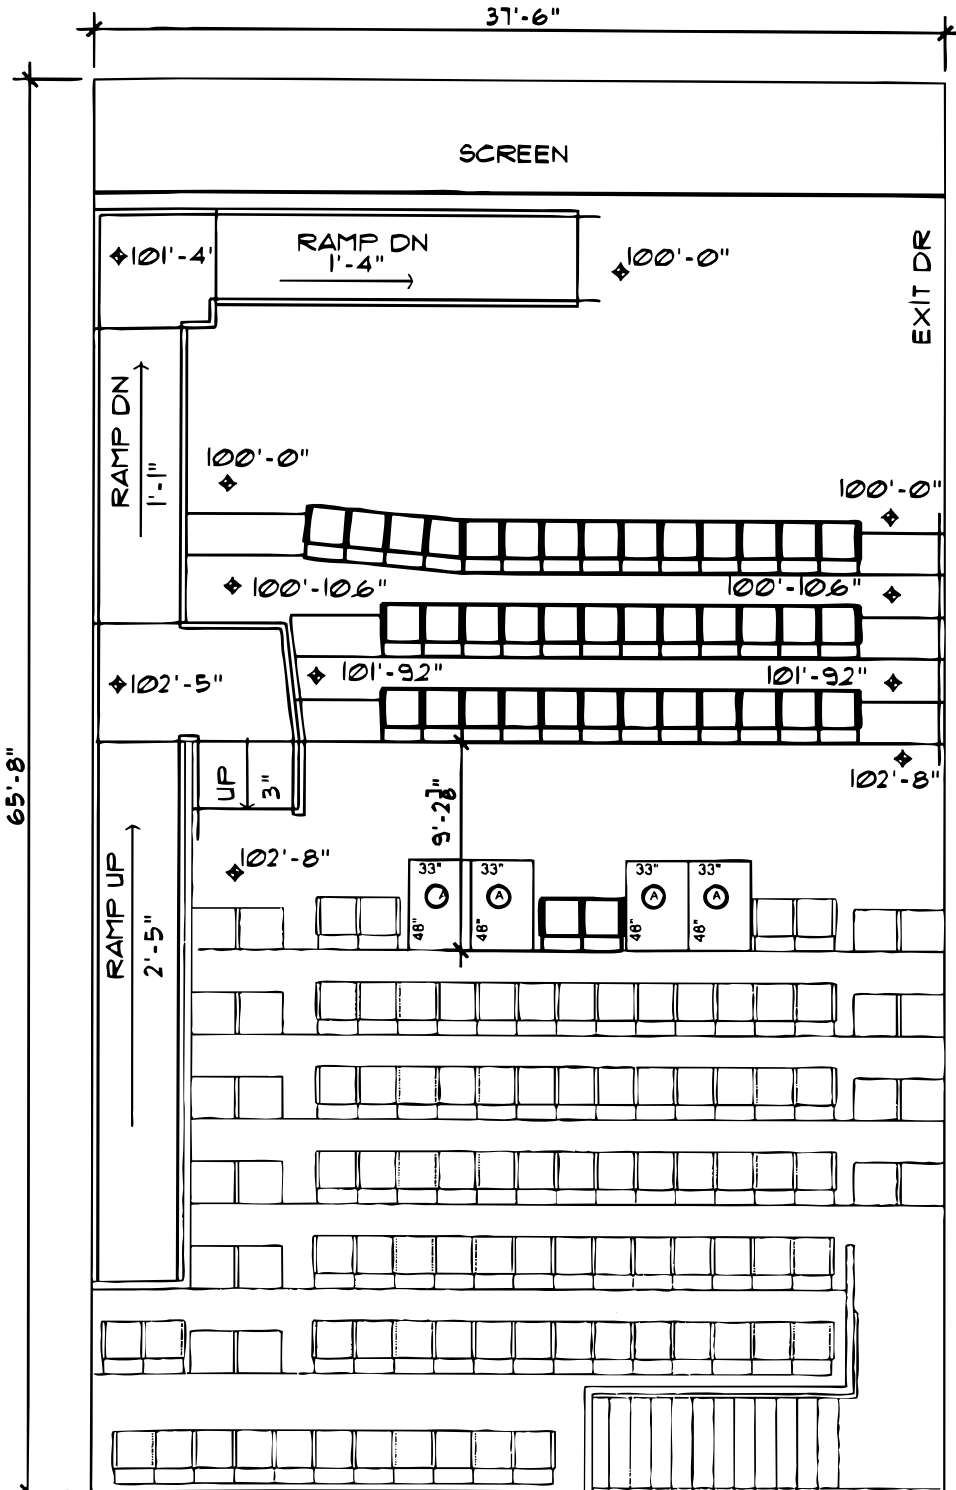 37'-6"
SCREEN
101'-4'
RAMP DN
1'-4"
100'-0"
EXIT DR
RAMP DN
1'-1"
100'-0"
100'-0"
100'-10.6"
100'-10.6"
102'-5"
101'-9.2"
101'-9.2"
65'-8"
UP
3"
102'-8"
102'-8"
RAMP UP
2'-5"
33"
A
48"
33"
A
48"
33"
A
48"
33"
A
48"